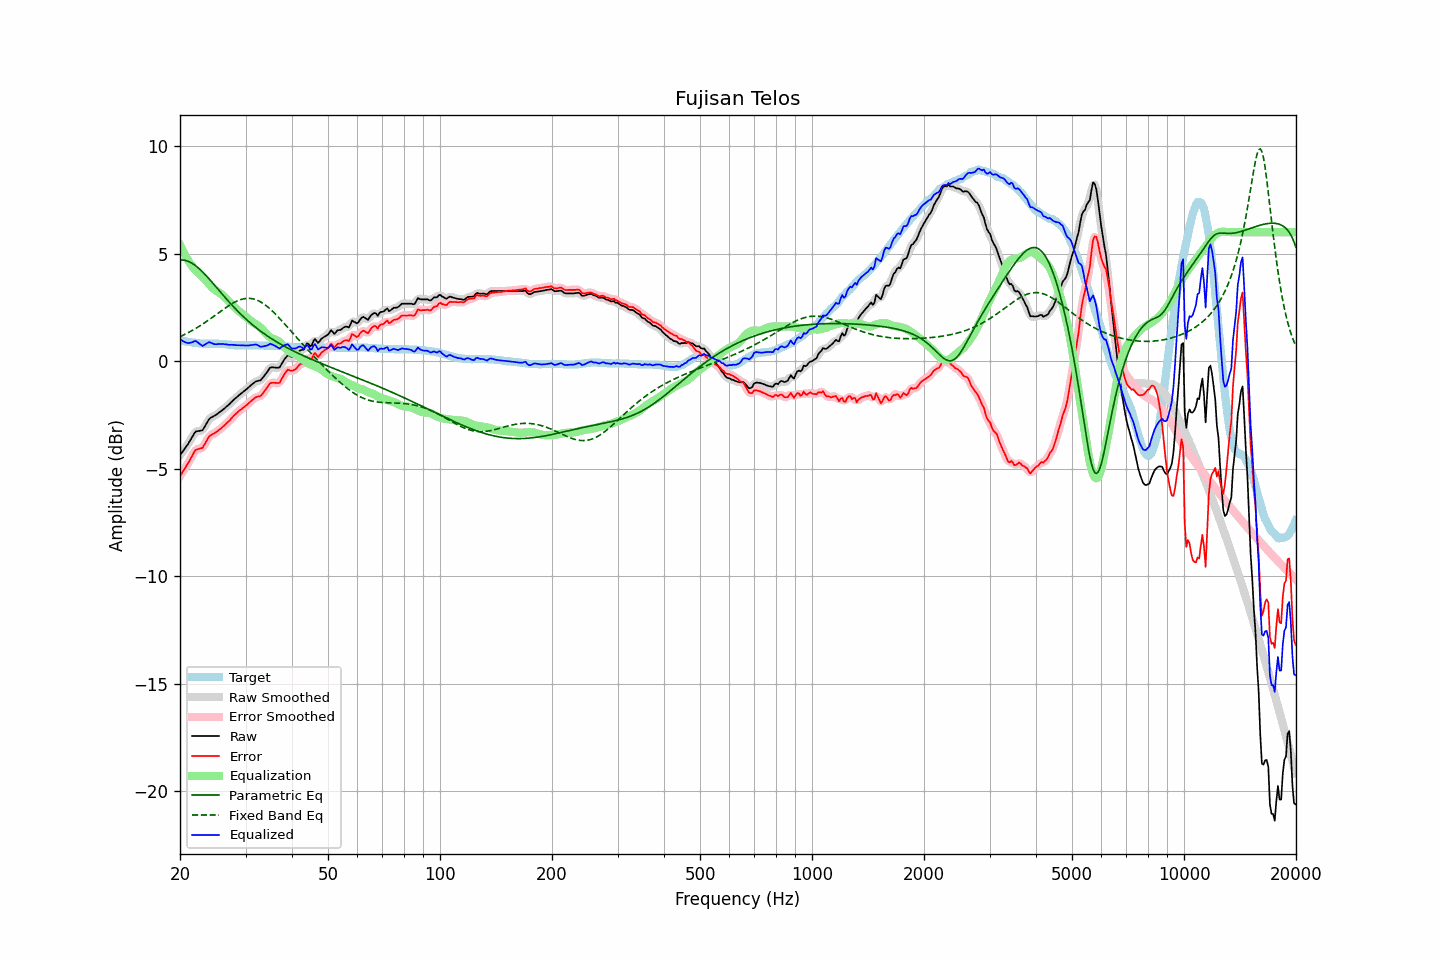 Fujisan Telos
10
5
0
−5
−10
−15
−20
Amplitude (dBr)
Target
Raw Smoothed
Error Smoothed
Raw
Error
Equalization
Parametric Eq
Fixed Band Eq
Equalized
20 50 100 200 500 1000 2000 5000 10000 20000
Frequency (Hz)